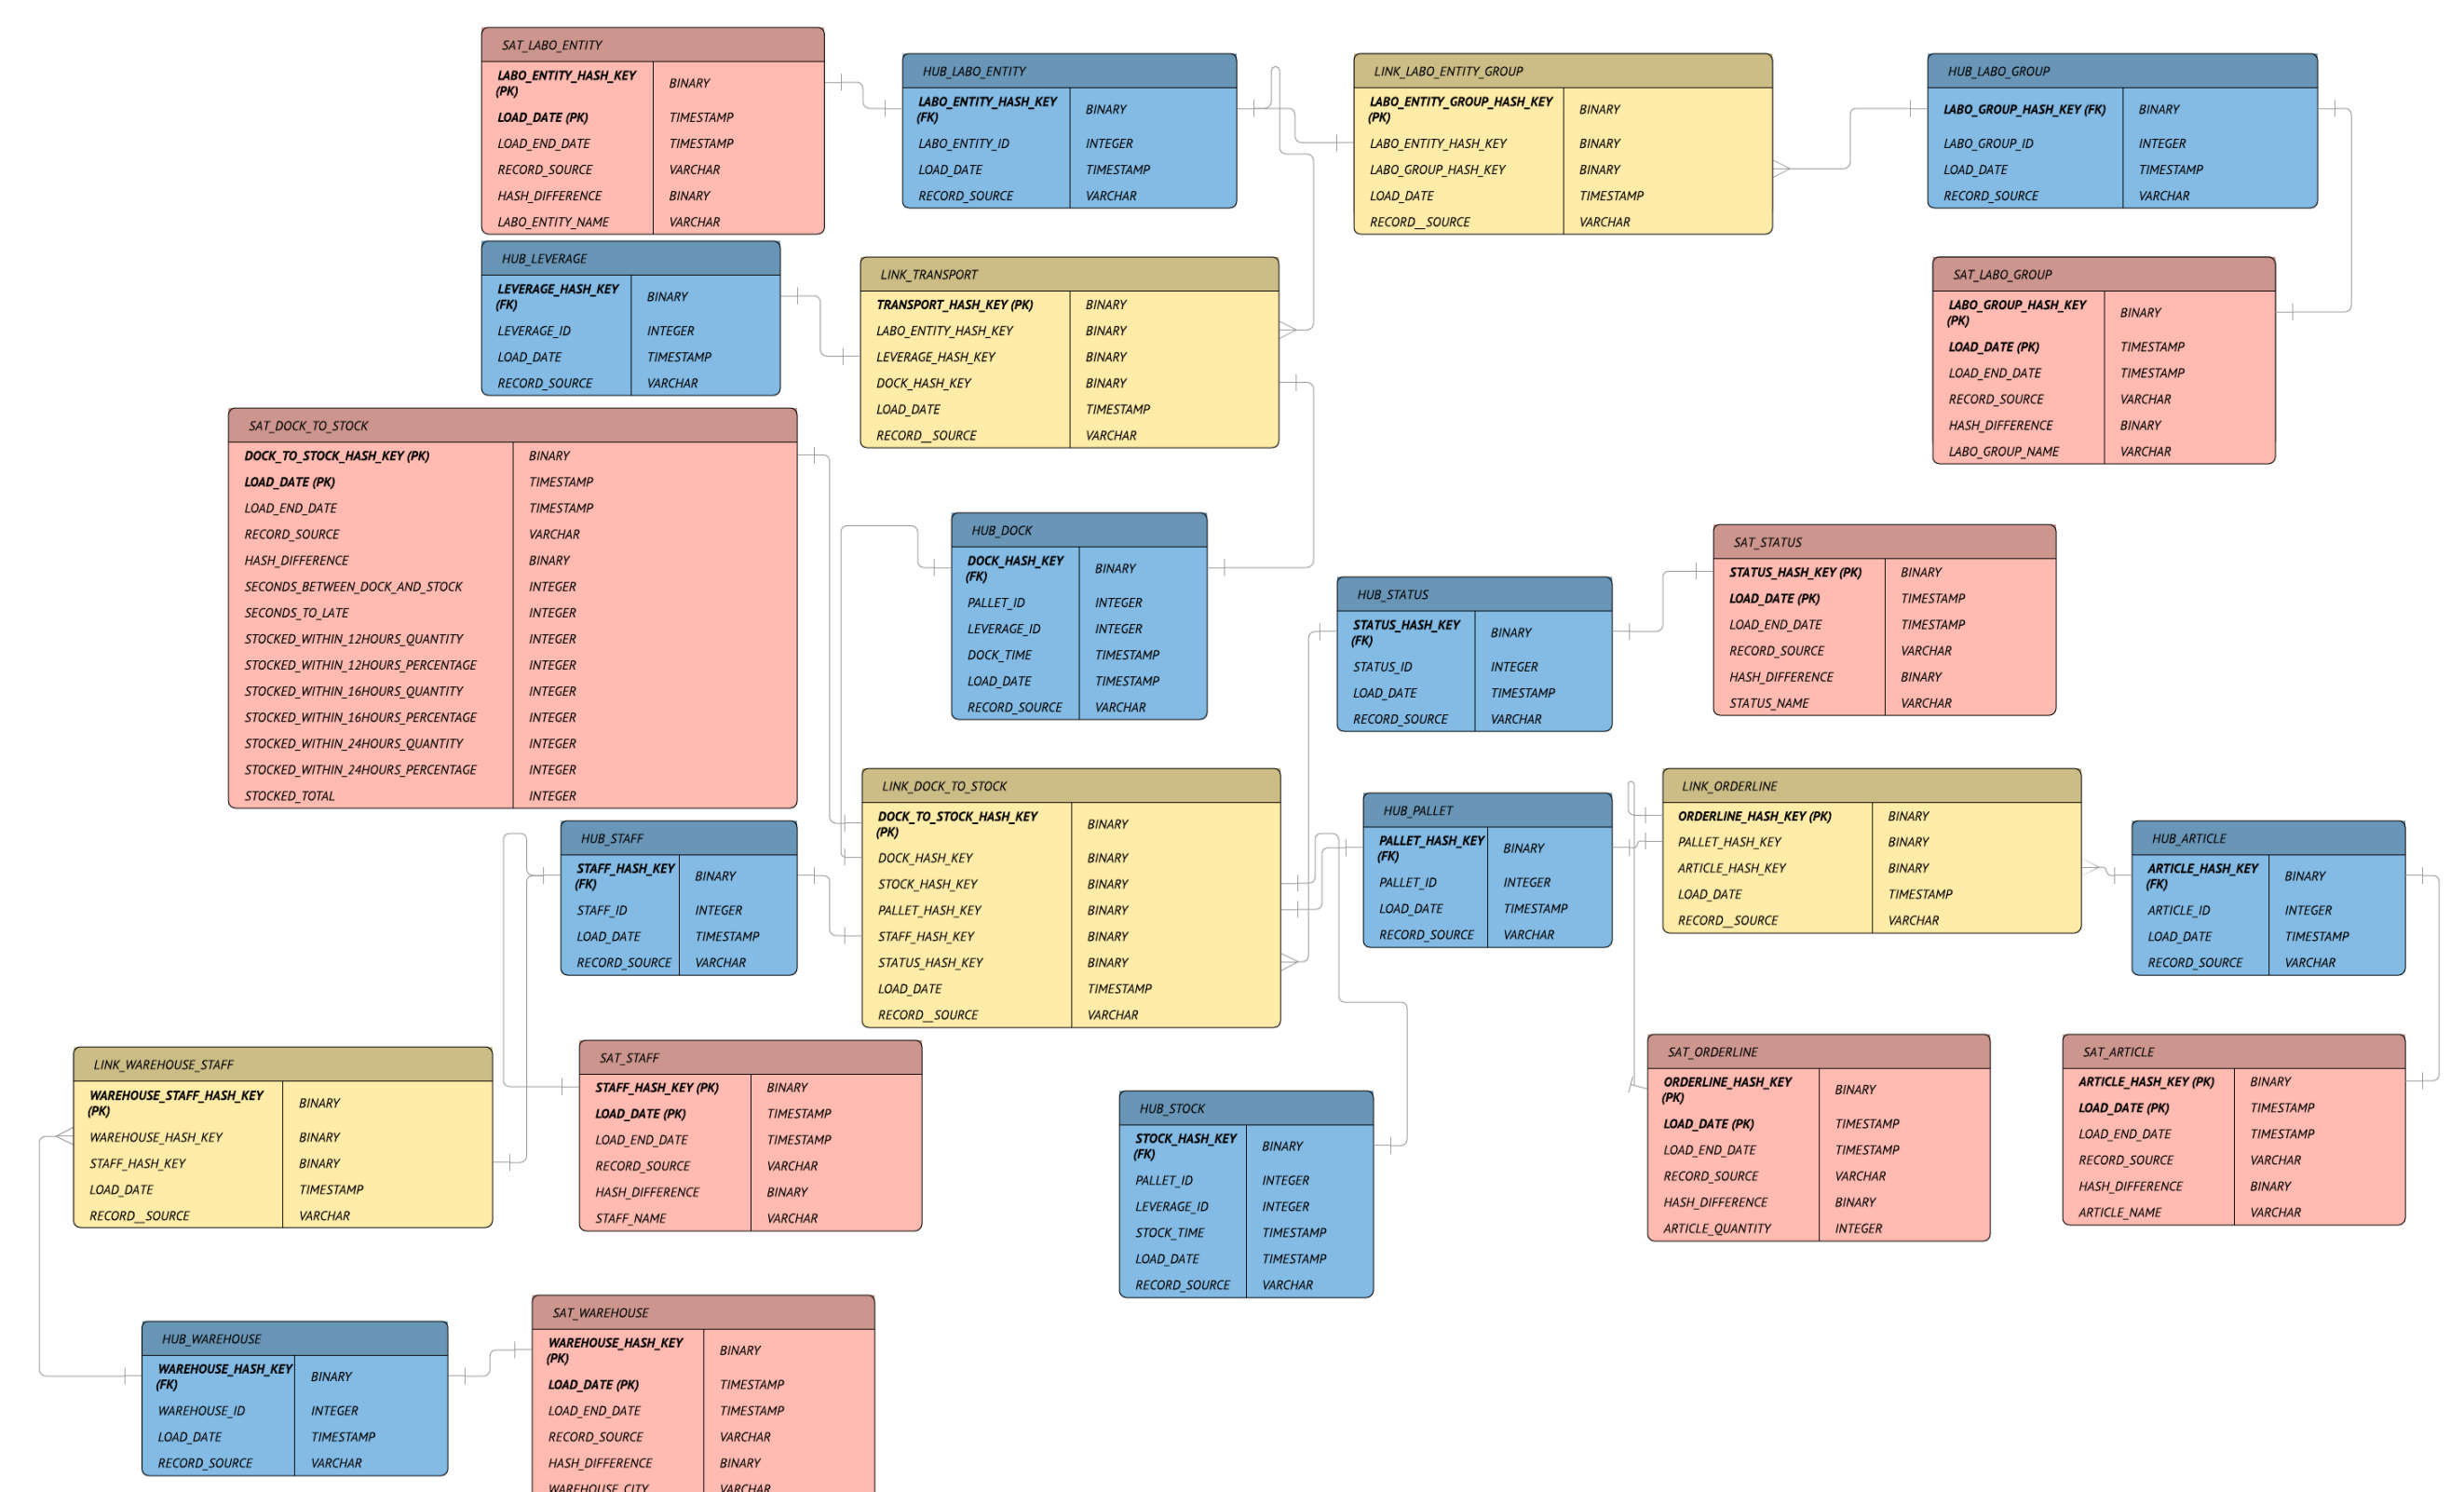 SAT_LABO_ENTITY
LABO_ENTITY_HASH_KEY
(PK)
BINARY
LOAD_DATE (PK)
TIMESTAMP
LOAD_END_DATE
TIMESTAMP
RECORD_SOURCE
VARCHAR
HASH_DIFFERENCE
BINARY
LABO_ENTITY_NAME
VARCHAR
HUB_LABO_ENTITY
LABO_ENTITY_HASH_KEY
(FK)
BINARY
LABO_ENTITY_ID
INTEGER
LOAD_DATE
TIMESTAMP
RECORD_SOURCE
VARCHAR
LINK_LABO_ENTITY_GROUP
LABO_ENTITY_GROUP_HASH_KEY
(PK)
BINARY
LABO_ENTITY_HASH_KEY
BINARY
LABO_GROUP_HASH_KEY
BINARY
LOAD_DATE
TIMESTAMP
RECORD__SOURCE
VARCHAR
HUB_LABO_GROUP
LABO_GROUP_HASH_KEY (FK)
BINARY
LABO_GROUP_ID
INTEGER
LOAD_DATE
TIMESTAMP
RECORD_SOURCE
VARCHAR
HUB_LEVERAGE
LEVERAGE_HASH_KEY
(FK)
BINARY
LEVERAGE_ID
INTEGER
LOAD_DATE
TIMESTAMP
RECORD_SOURCE
VARCHAR
LINK_TRANSPORT
TRANSPORT_HASH_KEY (PK)
BINARY
LABO_ENTITY_HASH_KEY
BINARY
LEVERAGE_HASH_KEY
BINARY
DOCK_HASH_KEY
BINARY
LOAD_DATE
TIMESTAMP
RECORD__SOURCE
VARCHAR
SAT_LABO_GROUP
LABO_GROUP_HASH_KEY
(PK)
BINARY
LOAD_DATE (PK)
TIMESTAMP
LOAD_END_DATE
TIMESTAMP
RECORD_SOURCE
VARCHAR
HASH_DIFFERENCE
BINARY
LABO_GROUP_NAME
VARCHAR
SAT_DOCK_TO_STOCK
DOCK_TO_STOCK_HASH_KEY (PK)
BINARY
LOAD_DATE (PK)
TIMESTAMP
LOAD_END_DATE
TIMESTAMP
RECORD_SOURCE
VARCHAR
HASH_DIFFERENCE
BINARY
SECONDS_BETWEEN_DOCK_AND_STOCK
INTEGER
SECONDS_TO_LATE
INTEGER
STOCKED_WITHIN_12HOURS_QUANTITY
INTEGER
STOCKED_WITHIN_12HOURS_PERCENTAGE
INTEGER
STOCKED_WITHIN_16HOURS_QUANTITY
INTEGER
STOCKED_WITHIN_16HOURS_PERCENTAGE
INTEGER
STOCKED_WITHIN_24HOURS_QUANTITY
INTEGER
STOCKED_WITHIN_24HOURS_PERCENTAGE
INTEGER
STOCKED_TOTAL
INTEGER
HUB_DOCK
DOCK_HASH_KEY
(FK)
BINARY
PALLET_ID
INTEGER
LEVERAGE_ID
INTEGER
DOCK_TIME
TIMESTAMP
LOAD_DATE
TIMESTAMP
RECORD_SOURCE
VARCHAR
HUB_STATUS
STATUS_HASH_KEY
(FK)
BINARY
STATUS_ID
INTEGER
LOAD_DATE
TIMESTAMP
RECORD_SOURCE
VARCHAR
SAT_STATUS
STATUS_HASH_KEY (PK)
BINARY
LOAD_DATE (PK)
TIMESTAMP
LOAD_END_DATE
TIMESTAMP
RECORD_SOURCE
VARCHAR
HASH_DIFFERENCE
BINARY
STATUS_NAME
VARCHAR
HUB_STAFF
STAFF_HASH_KEY
(FK)
BINARY
STAFF_ID
INTEGER
LOAD_DATE
TIMESTAMP
RECORD_SOURCE
VARCHAR
LINK_DOCK_TO_STOCK
DOCK_TO_STOCK_HASH_KEY
(PK)
BINARY
DOCK_HASH_KEY
BINARY
STOCK_HASH_KEY
BINARY
PALLET_HASH_KEY
BINARY
STAFF_HASH_KEY
BINARY
STATUS_HASH_KEY
BINARY
LOAD_DATE
TIMESTAMP
RECORD__SOURCE
VARCHAR
HUB_PALLET
PALLET_HASH_KEY
(FK)
BINARY
PALLET_ID
INTEGER
LOAD_DATE
TIMESTAMP
RECORD_SOURCE
VARCHAR
LINK_ORDERLINE
ORDERLINE_HASH_KEY (PK)
BINARY
PALLET_HASH_KEY
BINARY
ARTICLE_HASH_KEY
BINARY
LOAD_DATE
TIMESTAMP
RECORD__SOURCE
VARCHAR
HUB_ARTICLE
ARTICLE_HASH_KEY
(FK)
BINARY
ARTICLE_ID
INTEGER
LOAD_DATE
TIMESTAMP
RECORD_SOURCE
VARCHAR
LINK_WAREHOUSE_STAFF
WAREHOUSE_STAFF_HASH_KEY
(PK)
BINARY
WAREHOUSE_HASH_KEY
BINARY
STAFF_HASH_KEY
BINARY
LOAD_DATE
TIMESTAMP
RECORD__SOURCE
VARCHAR
SAT_STAFF
STAFF_HASH_KEY (PK)
BINARY
LOAD_DATE (PK)
TIMESTAMP
LOAD_END_DATE
TIMESTAMP
RECORD_SOURCE
VARCHAR
HASH_DIFFERENCE
BINARY
STAFF_NAME
VARCHAR
HUB_STOCK
STOCK_HASH_KEY
(FK)
BINARY
PALLET_ID
INTEGER
LEVERAGE_ID
INTEGER
STOCK_TIME
TIMESTAMP
LOAD_DATE
TIMESTAMP
RECORD_SOURCE
VARCHAR
SAT_ORDERLINE
ORDERLINE_HASH_KEY
(PK)
BINARY
LOAD_DATE (PK)
TIMESTAMP
LOAD_END_DATE
TIMESTAMP
RECORD_SOURCE
VARCHAR
HASH_DIFFERENCE
BINARY
ARTICLE_QUANTITY
INTEGER
SAT_ARTICLE
ARTICLE_HASH_KEY (PK)
BINARY
LOAD_DATE (PK)
TIMESTAMP
LOAD_END_DATE
TIMESTAMP
RECORD_SOURCE
VARCHAR
HASH_DIFFERENCE
BINARY
ARTICLE_NAME
VARCHAR
HUB_WAREHOUSE
WAREHOUSE_HASH_KEY
(FK)
BINARY
WAREHOUSE_ID
INTEGER
LOAD_DATE
TIMESTAMP
RECORD_SOURCE
VARCHAR
SAT_WAREHOUSE
WAREHOUSE_HASH_KEY
(PK)
BINARY
LOAD_DATE (PK)
TIMESTAMP
LOAD_END_DATE
TIMESTAMP
RECORD_SOURCE
VARCHAR
HASH_DIFFERENCE
BINARY
WAREHOUSE_CITY
VARCHAR